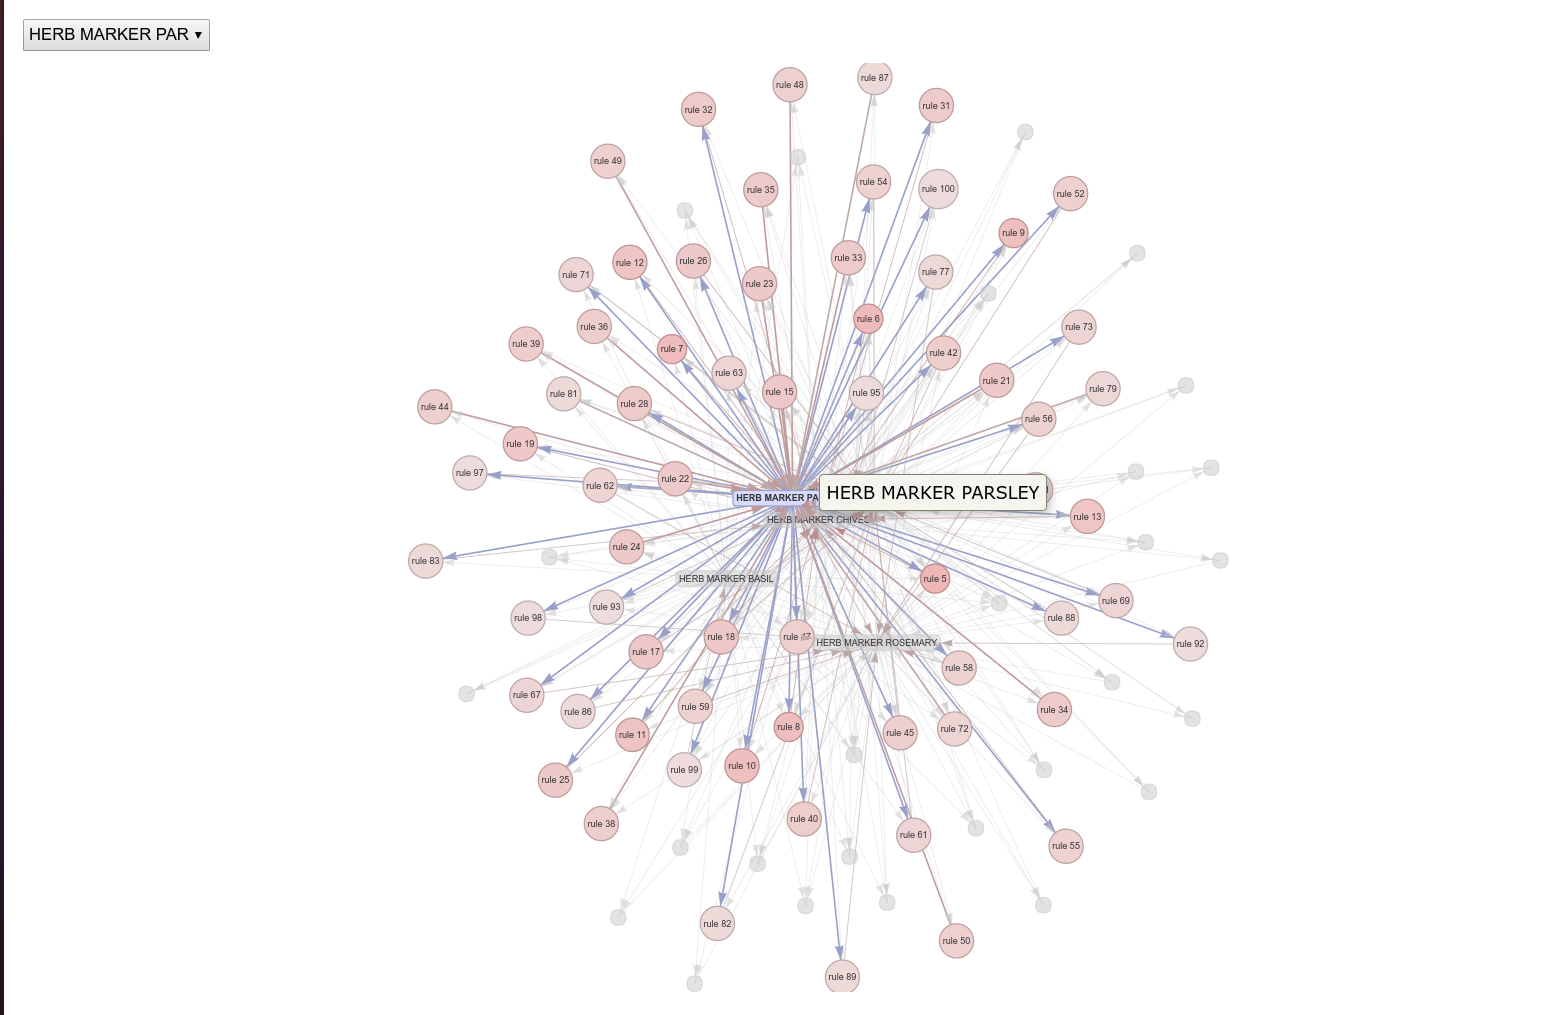 HERB MARKER PAR ▼
rule 87
rule 48
rule 31
rule 32
rule 49
rule 54
rule 100
rule 35
rule 52
rule 9
rule 33
rule 26
rule 12
rule 77
rule 71
rule 23
rule 6
rule 36
rule 73
rule 39
rule 7
rule 42
rule 63
rule 21
rule 79
rule 15
rule 95
rule 81
rule 28
rule 44
rule 56
rule 19
rule 97
rule 22
rule 62
HERB MARKER PARSLEY
HERB MARKER PA
rule 13
HERB MARKER CHIVES
rule 24
rule 83
HERB MARKER BASIL
rule 5
rule 69
rule 93
rule 98
rule 88
rule 18
rule 47
HERB MARKER ROSEMARY
rule 92
rule 17
rule 58
rule 67
rule 59
rule 34
rule 86
rule 8
rule 72
rule 45
rule 11
rule 10
rule 99
rule 25
rule 40
rule 38
rule 61
rule 55
rule 82
rule 50
rule 89